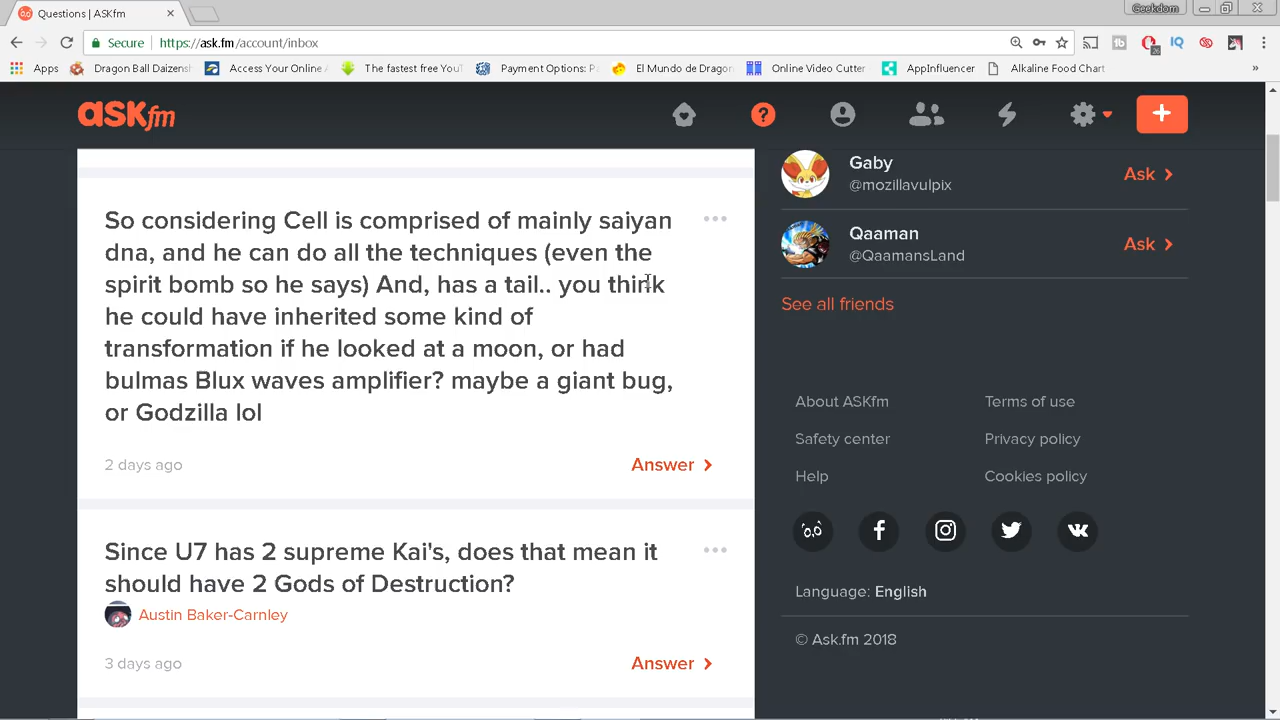 Questions | ASKfm
Geekdom
Secure
https://ask.fm/account/inbox
Apps
Dragon Ball Daizensh
Access Your Online A
The fastest free YouT
Payment Options: Pa
El Mundo de Dragon
Online Video Cutter
AppInfluencer
Alkaline Food Chart
»
ASKfm
So considering Cell is comprised of mainly saiyan
dna, and he can do all the techniques (even the
spirit bomb so he says) And, has a tail.. you think
he could have inherited some kind of
transformation if he looked at a moon, or had
bulmas Blux waves amplifier? maybe a giant bug,
or Godzilla lol
2 days ago
Answer
Since U7 has 2 supreme Kai's, does that mean it
should have 2 Gods of Destruction?
Austin Baker-Carnley
3 days ago
Answer
Gaby
@mozillavulpix
Ask
Qaaman
@QaamansLand
Ask
See all friends
About ASKfm
Terms of use
Safety center
Privacy policy
Help
Cookies policy
Language: English
© Ask.fm 2018